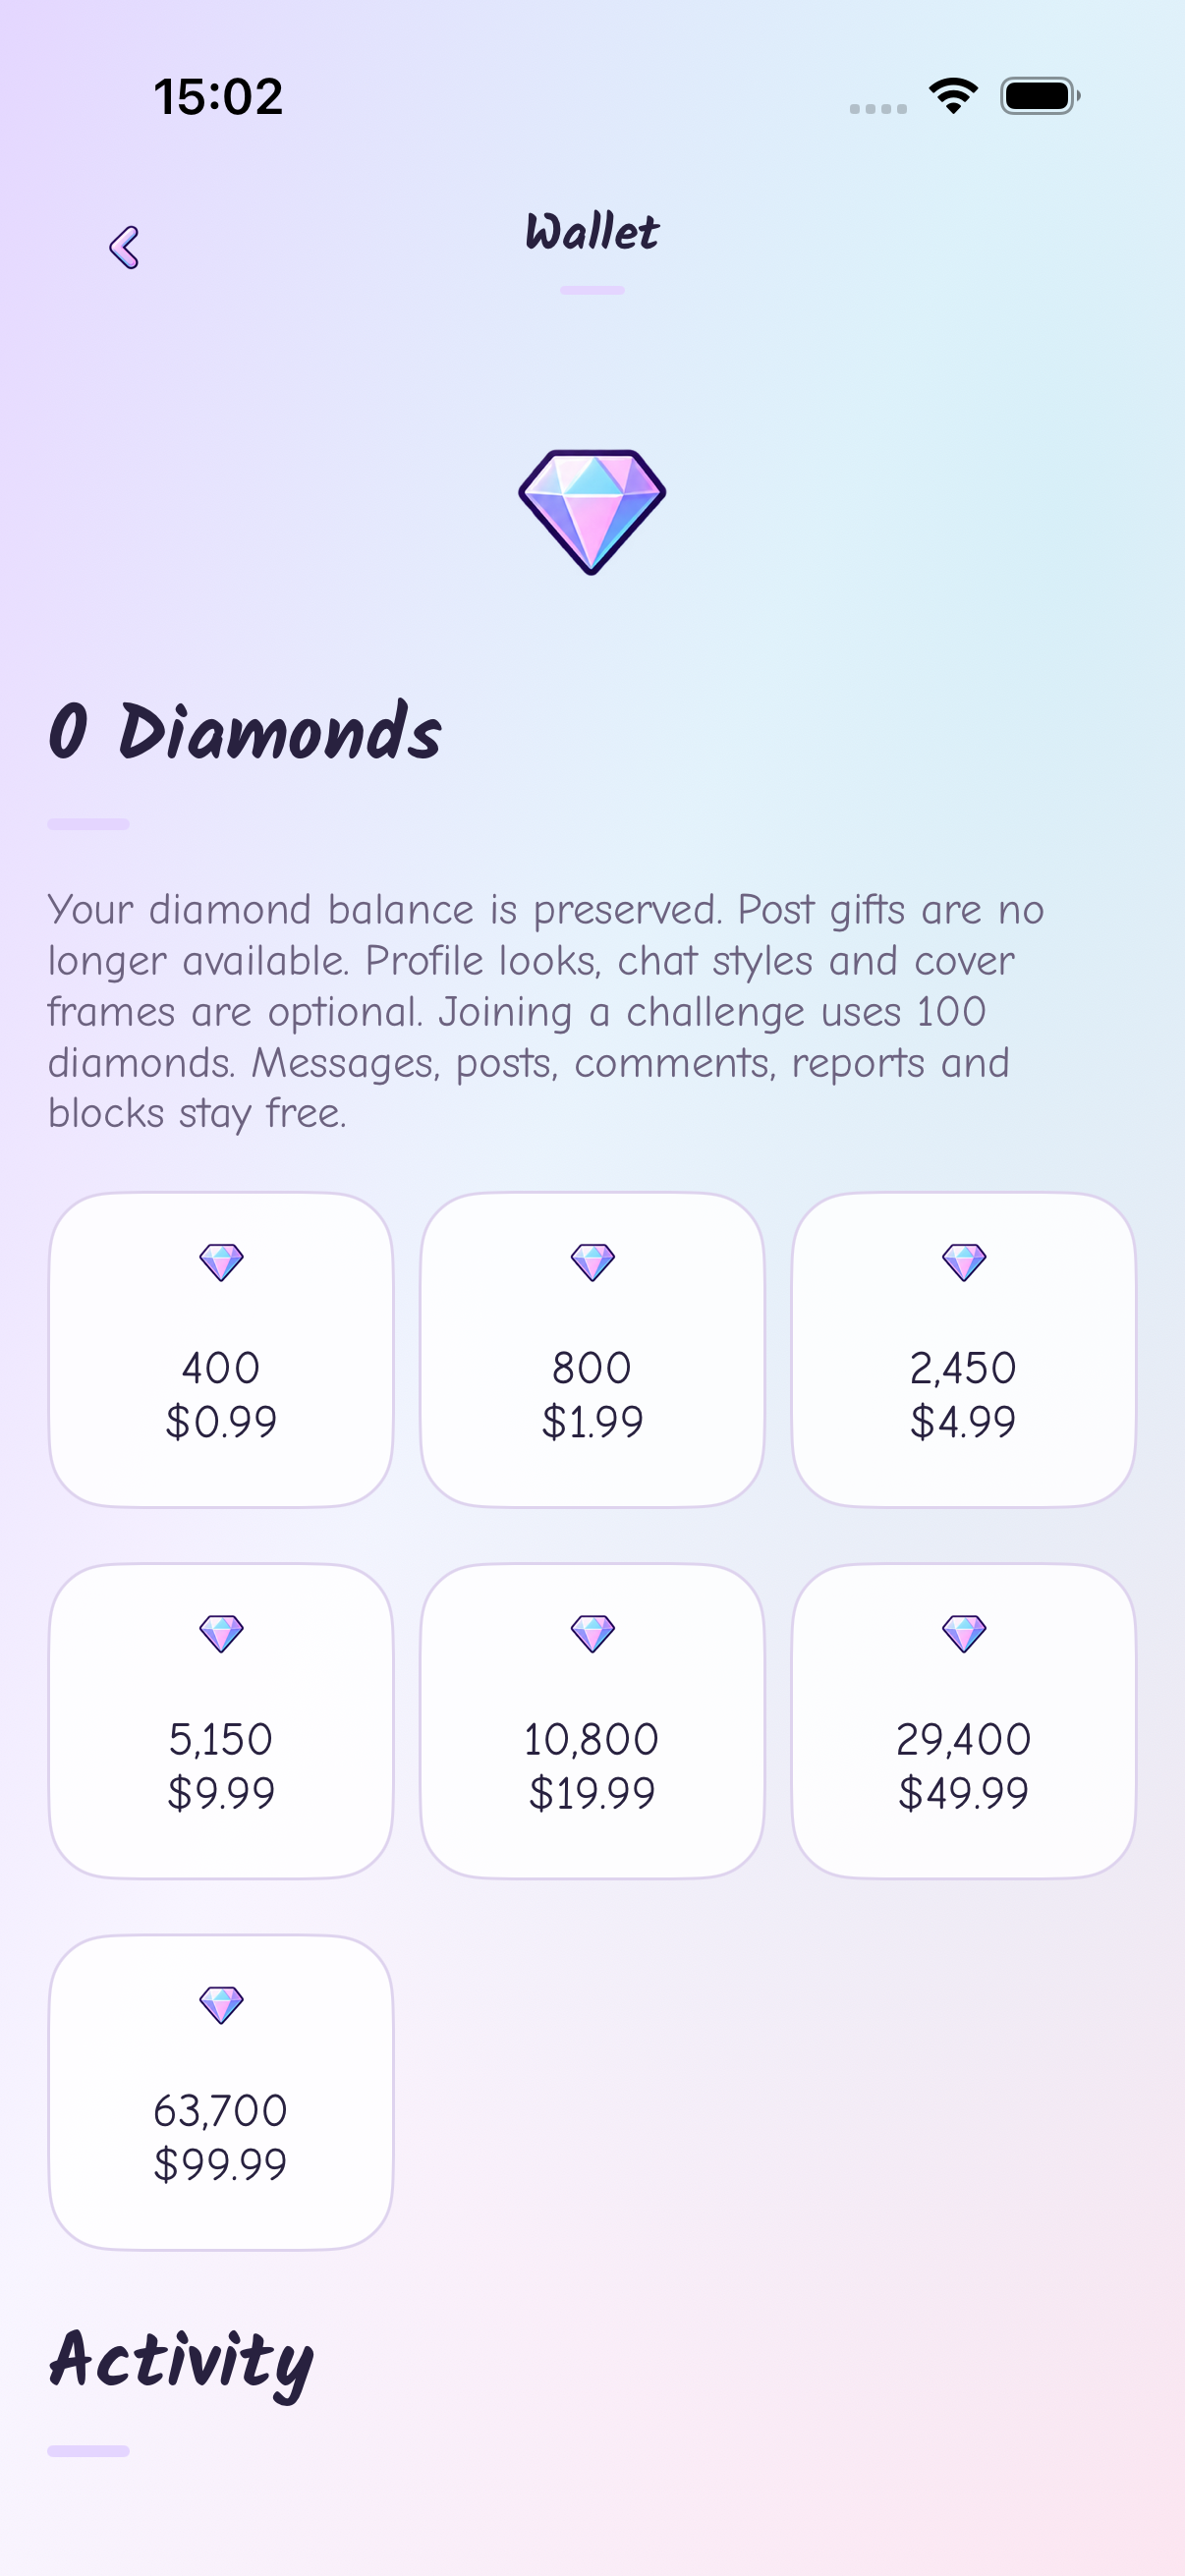 15:02
Wallet
0 Diamonds
Your diamond balance is preserved. Post gifts are no
longer available. Profile looks, chat styles and cover
frames are optional. Joining a challenge uses 100
diamonds. Messages, posts, comments, reports and
blocks stay free.
400
$0.99
800
$1.99
2,450
$4.99
5,150
$9.99
10,800
$19.99
29,400
$49.99
63,700
$99.99
Activity